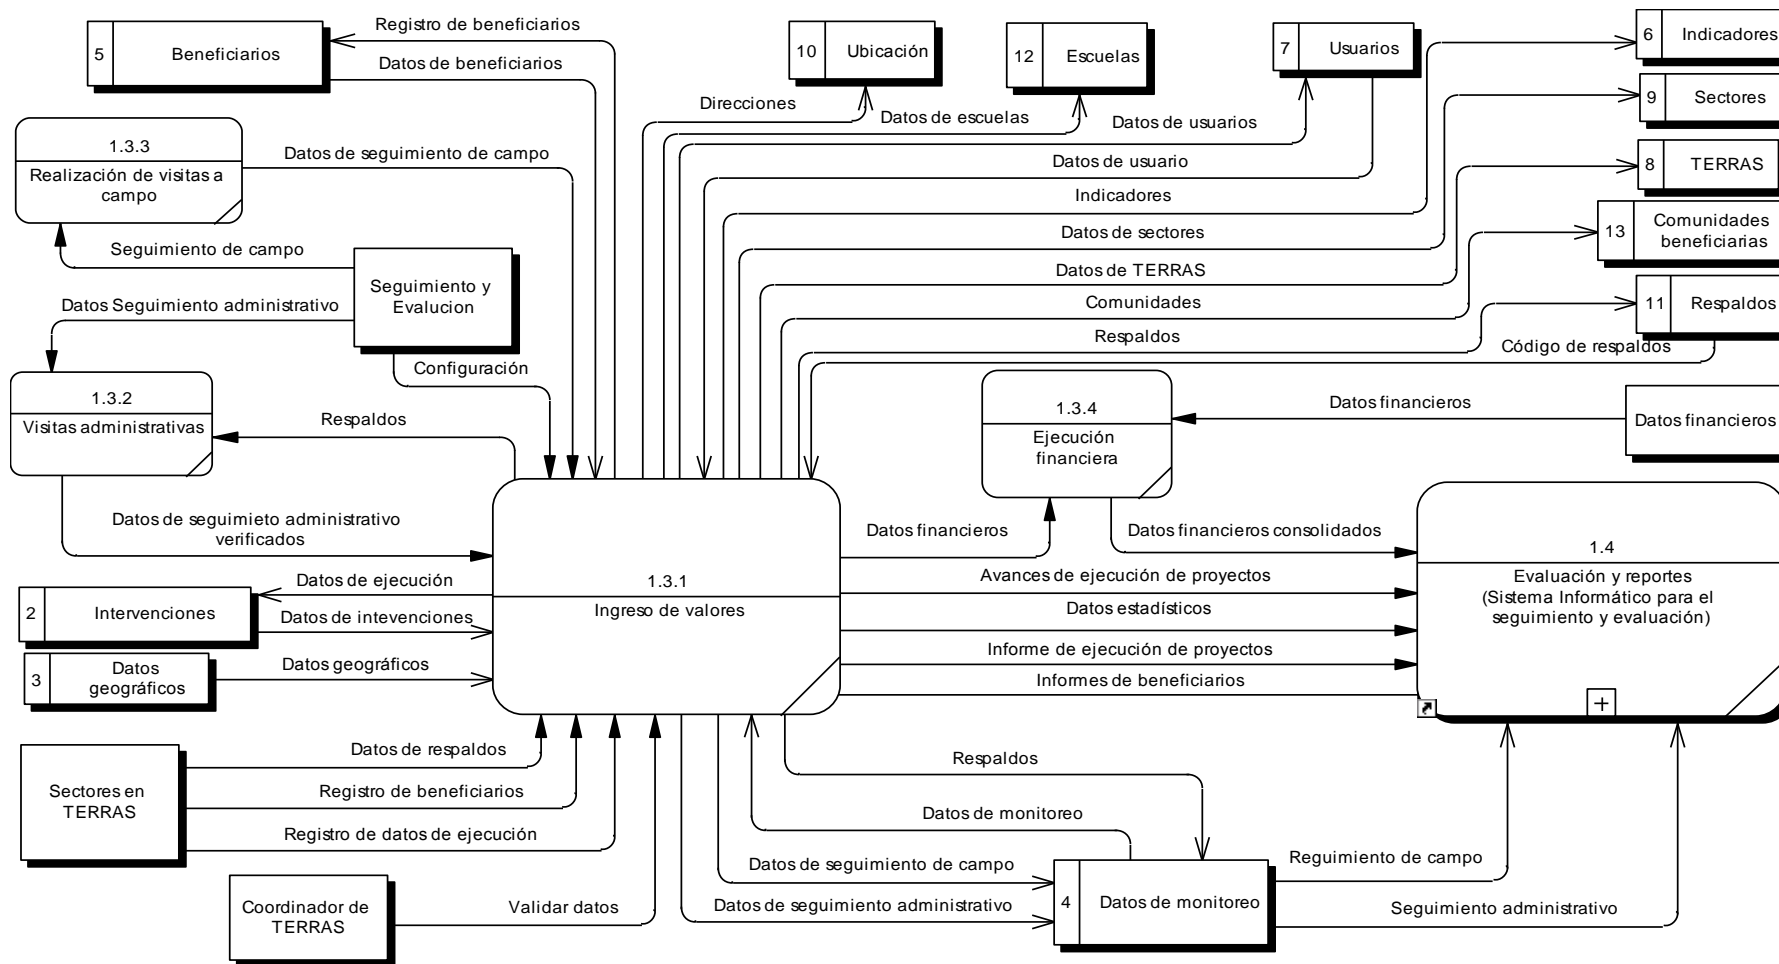 Registro de beneficiarios
5
Beneficiarios
Datos de beneficiarios
10
Ubicación
12
Escuelas
7
Usuarios
6
Indicadores
9
Sectores
8
TERRAS
13
Comunidades
beneficiarias
11
Respaldos
Direcciones
Datos de escuelas
Datos de usuarios
Datos de usuario
Indicadores
Datos de sectores
Datos de TERRAS
Comunidades
Respaldos
Código de respaldos
1.3.3
Realización de visitas a
campo
Datos de seguimiento de campo
Seguimiento de campo
Seguimiento y
Evalucion
Datos Seguimiento administrativo
Configuración
1.3.2
Visitas administrativas
Respaldos
1.3.4
Ejecución
financiera
Datos financieros
Datos financieros
Datos de seguimieto administrativo
verificados
Datos financieros
Datos financieros consolidados
1.3.1
Ingreso de valores
1.4
Evaluación y reportes
(Sistema Informático para el
seguimiento y evaluación)
Datos de ejecución
2
Intervenciones
Datos de intevenciones
3
Datos
geográficos
Datos geográficos
Avances de ejecución de proyectos
Datos estadísticos
Informe de ejecución de proyectos
Informes de beneficiarios
Sectores en
TERRAS
Datos de respaldos
Registro de beneficiarios
Registro de datos de ejecución
Coordinador de
TERRAS
Validar datos
Respaldos
Datos de monitoreo
Datos de seguimiento de campo
Datos de seguimiento administrativo
4
Datos de monitoreo
Reguimiento de campo
Seguimiento administrativo